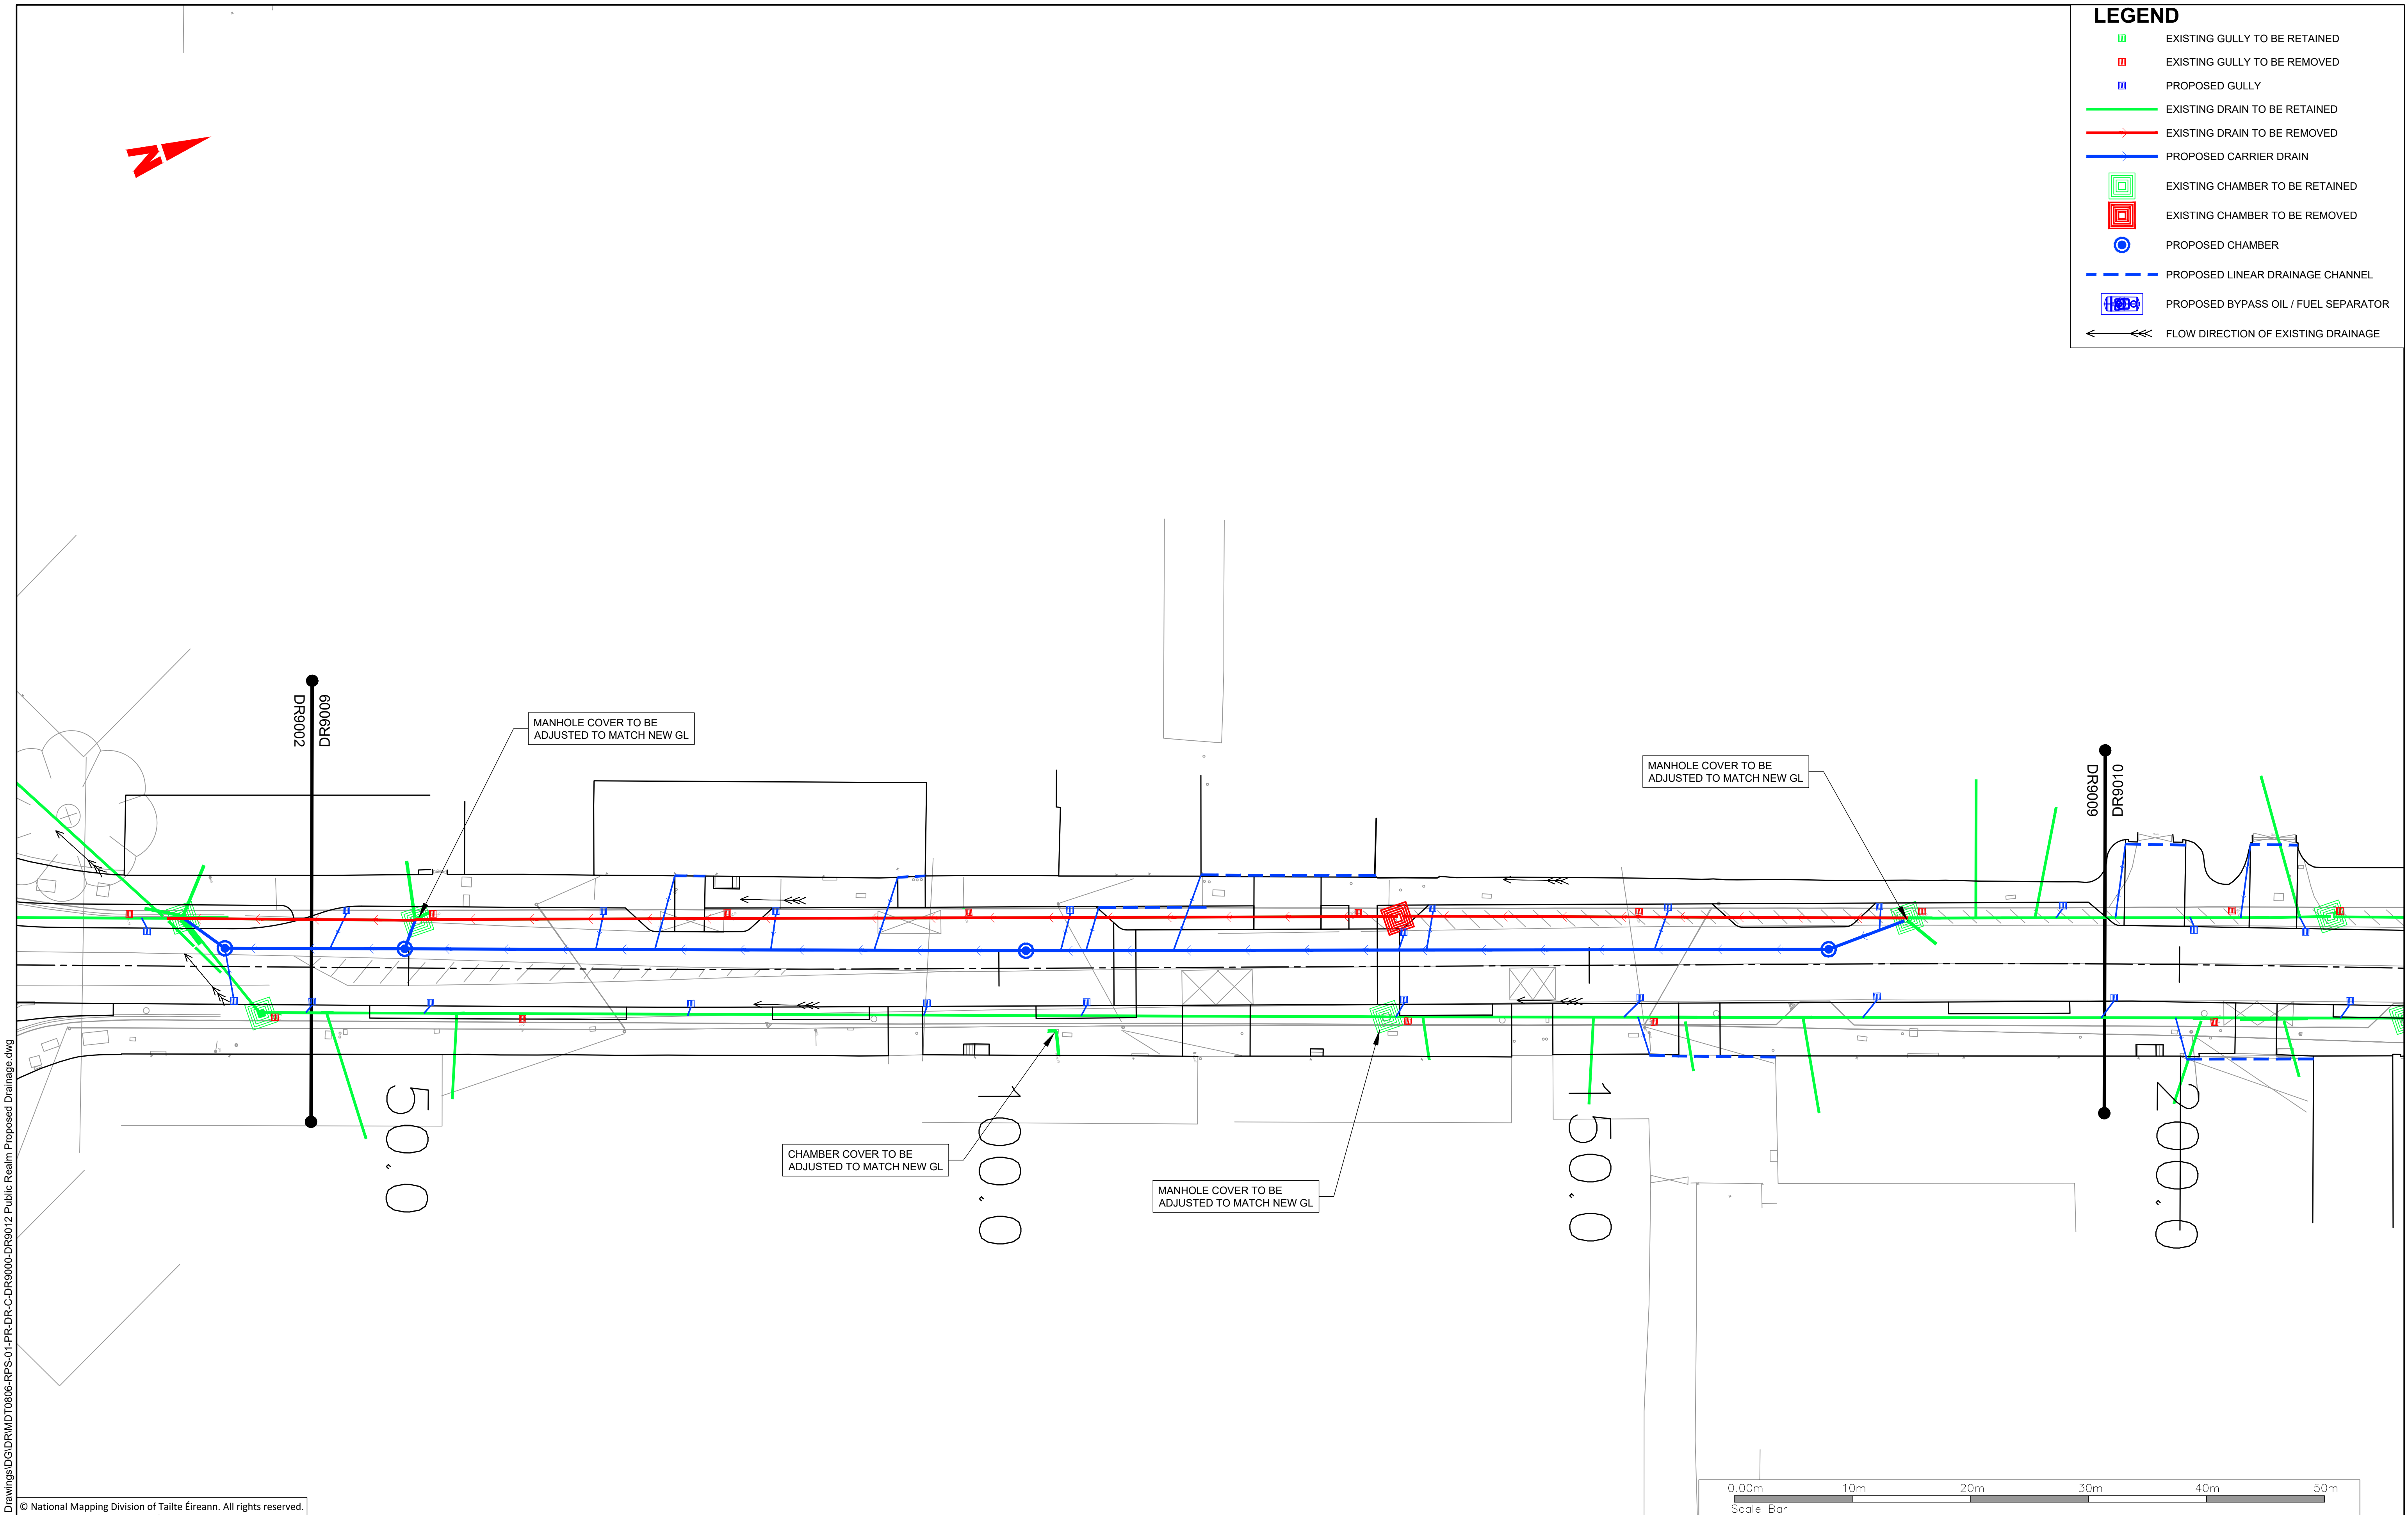 LEGEND
EXISTING GULLY TO BE RETAINED
EXISTING GULLY TO BE REMOVED
PROPOSED GULLY
EXISTING DRAIN TO BE RETAINED
EXISTING DRAIN TO BE REMOVED
PROPOSED CARRIER DRAIN
EXISTING CHAMBER TO BE RETAINED
EXISTING CHAMBER TO BE REMOVED
PROPOSED CHAMBER
PROPOSED LINEAR DRAINAGE CHANNEL
PROPOSED BYPASS OIL / FUEL SEPARATOR
FLOW DIRECTION OF EXISTING DRAINAGE
N
DR9002
DR9009
MANHOLE COVER TO BE
ADJUSTED TO MATCH NEW GL
MANHOLE COVER TO BE
ADJUSTED TO MATCH NEW GL
DR9009
DR9010
50.0
100.0
150.0
200.0
CHAMBER COVER TO BE
ADJUSTED TO MATCH NEW GL
MANHOLE COVER TO BE
ADJUSTED TO MATCH NEW GL
Drawings\DG\DR\MDT0806-RPS-01-PR-DR-C-DR9000-DR9012 Public Realm Proposed Drainage.dwg
© National Mapping Division of Tailte Éireann. All rights reserved.
0.00m 10m 20m 30m 40m 50m
Scale Bar